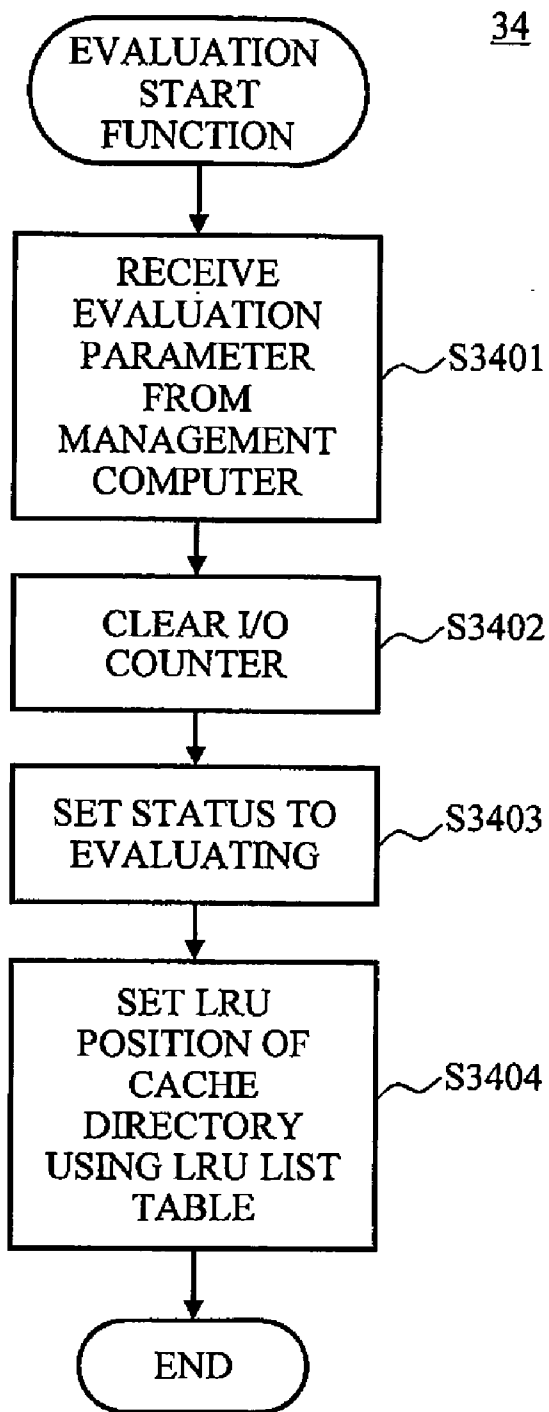 34
EVALUATION
START
FUNCTION
RECEIVE
EVALUATION
PARAMETER
FROM
MANAGEMENT
COMPUTER
S3401
CLEAR I/O
COUNTER
S3402
SET STATUS TO
EVALUATING
S3403
SET LRU
POSITION OF
CACHE
DIRECTORY
USING LRU LIST
TABLE
S3404
END